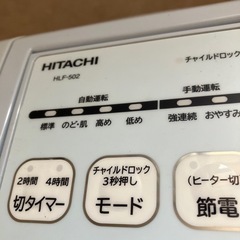 HITACHI
HLF-502
チャイルドロック
自動運転
手動運転
標準 のど・肌 高め 低め 強連続 おやすみ
2時間 4時間
切タイマー
チャイルドロック
3秒押し
モード
(ヒーター切
節電